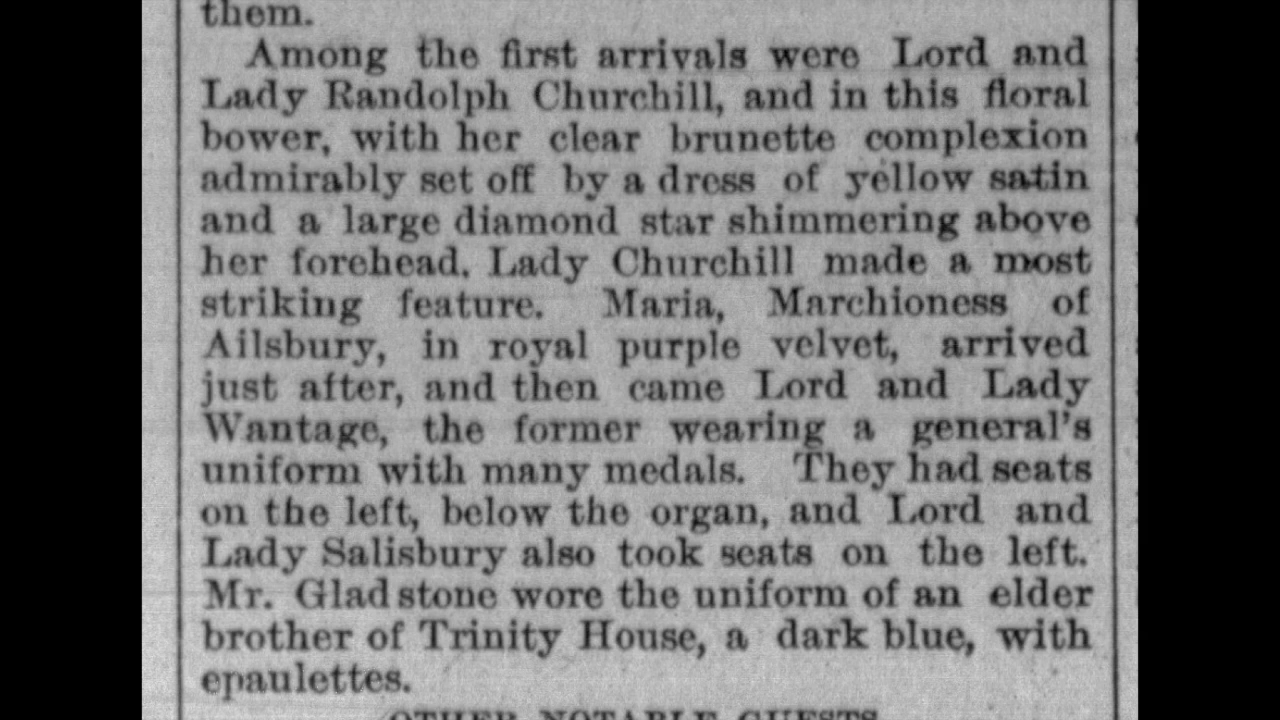 them.
Among the first arrivals were Lord and
Lady Randolph Churchill, and in this floral
bower, with her clear brunette complexion
admirably set off by a dress of yellow satin
and a large diamond star shimmering above
her forehead. Lady Churchill made a most
striking feature. Maria, Marchioness of
Ailsbury, in royal purple velvet, arrived
just after, and then came Lord and Lady
Wantage, the former wearing a general's
uniform with many medals. They had seats
on the left, below the organ, and Lord and
Lady Salisbury also took seats on the left.
Mr. Gladstone wore the uniform of an elder
brother of Trinity House, a dark blue, with
epaulettes.
OTHER NOTABLE GUESTS